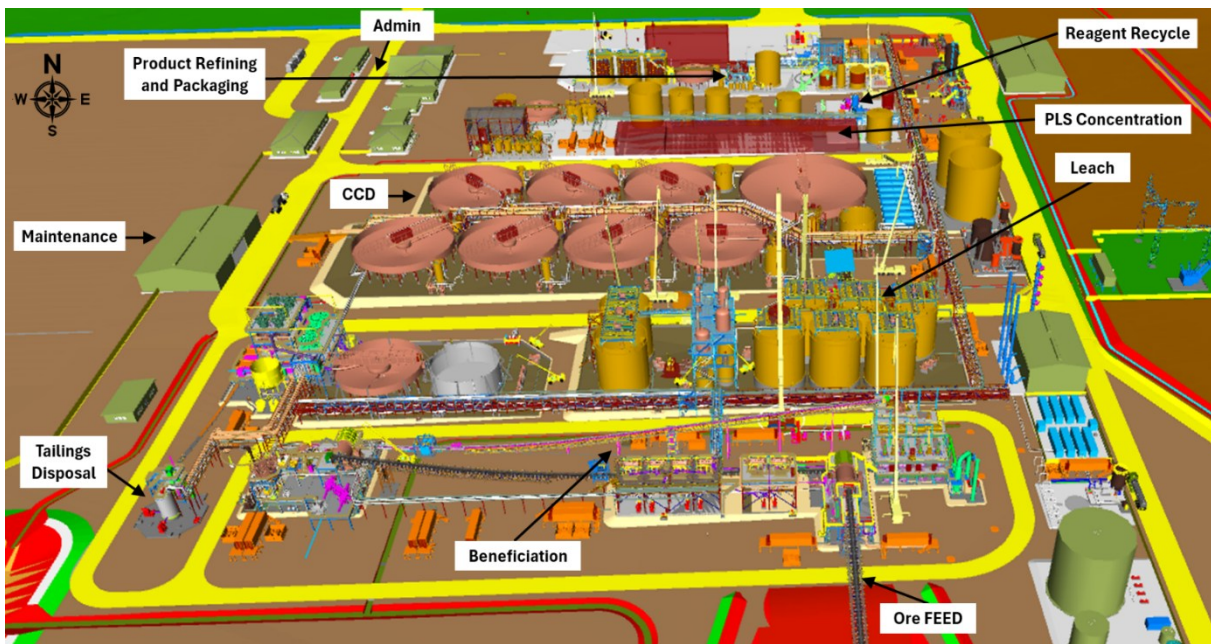 Admin
Reagent Recycle
Product Refining
and Packaging
N
W E
S
PLS Concentration
Leach
CCD
Maintenance
Tailings
Disposal
Beneficiation
Ore FEED